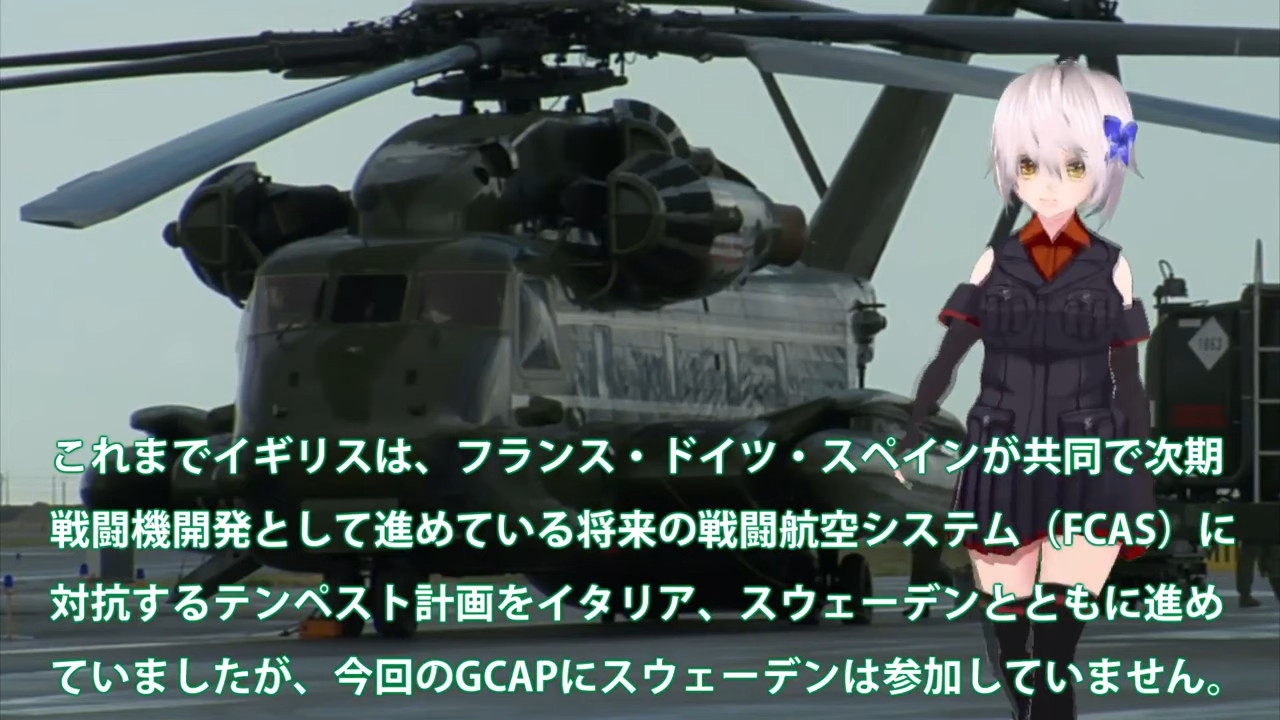 1863
これまでイギリスは、フランス・ドイツ・スペインが共同で次期
戦闘機開発として進めている将来の戦闘航空システム（FCAS）に
対抗するテンペスト計画をイタリア、スウェーデンとともに進め
ていましたが、今回のGCAPにスウェーデンは参加していません。